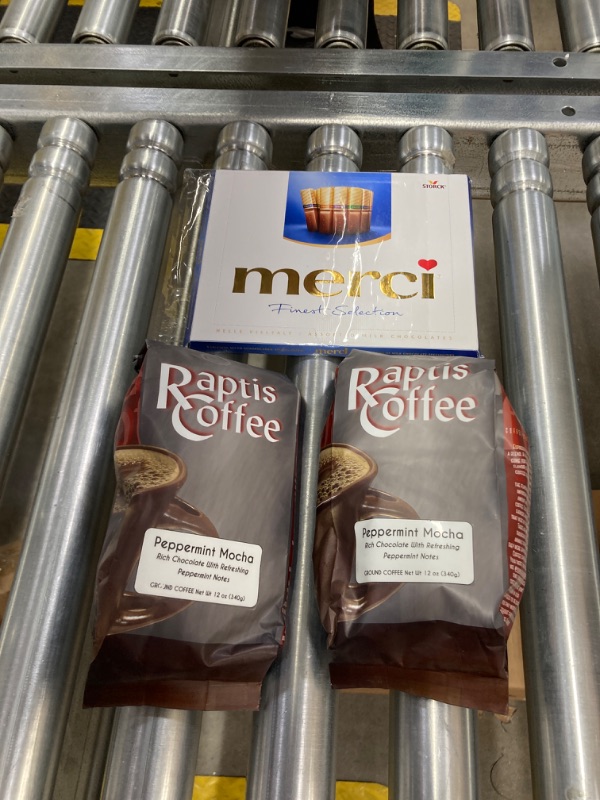 STORCK
merci
Finest Selection
Raptis
Coffee
Peppermint Mocha
Rich Chocolate With Refreshing
Peppermint Notes
GROUND COFFEE Net Wt 12 oz (340g)
Raptis
Coffee
Peppermint Mocha
Rich Chocolate With Refreshing
Peppermint Notes
GROUND COFFEE Net Wt 12 oz (340g)